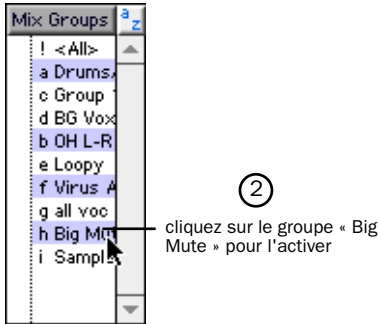 Mix Groups a z
! <All>
a Drums
c Group
d BG Vox
b OH L-R
e Loopy
f Virus A
g all voc
h Big Mu
i Sampl
2
cliquez sur le groupe « Big
Mute » pour l'activer